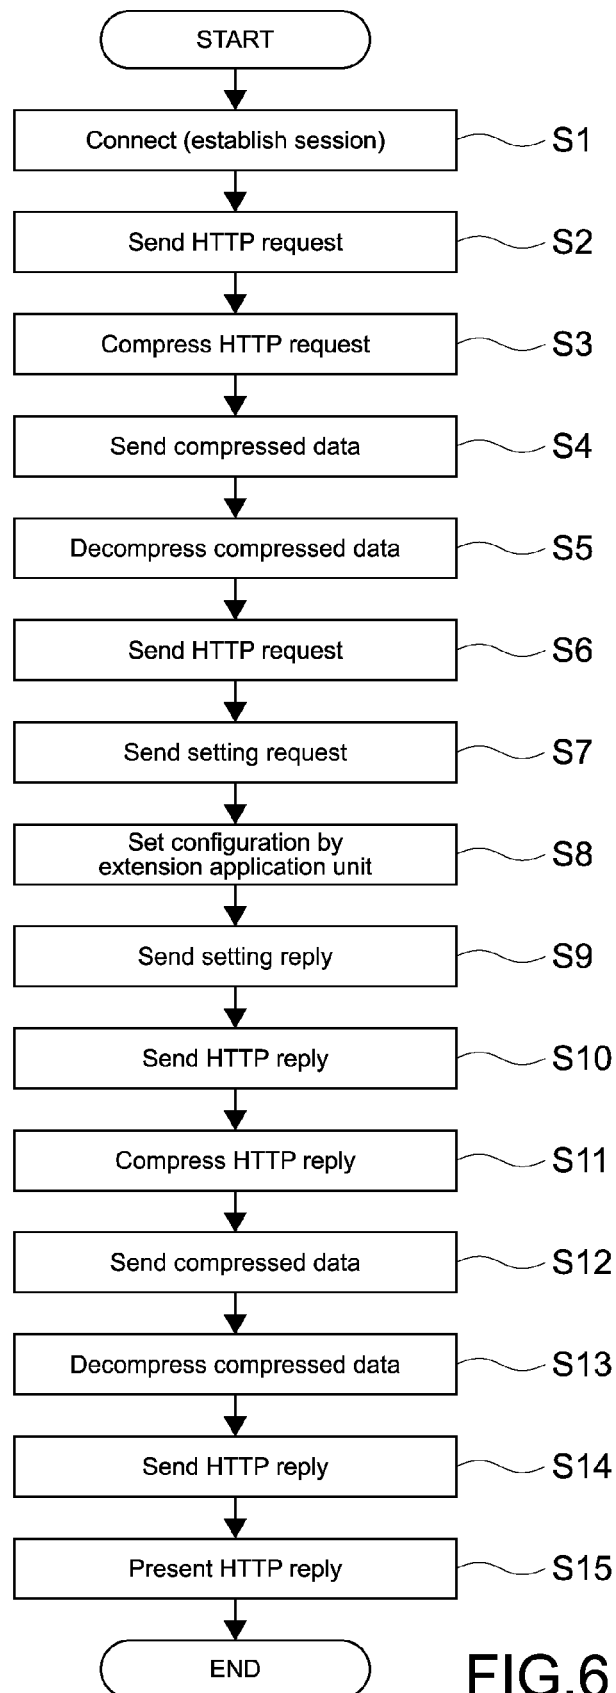 START
Connect (establish session)
S1
Send HTTP request
S2
Compress HTTP request
S3
Send compressed data
S4
Decompress compressed data
S5
Send HTTP request
S6
Send setting request
S7
Set configuration by
extension application unit
S8
Send setting reply
S9
Send HTTP reply
S10
Compress HTTP reply
S11
Send compressed data
S12
Decompress compressed data
S13
Send HTTP reply
S14
Present HTTP reply
S15
END
FIG.6